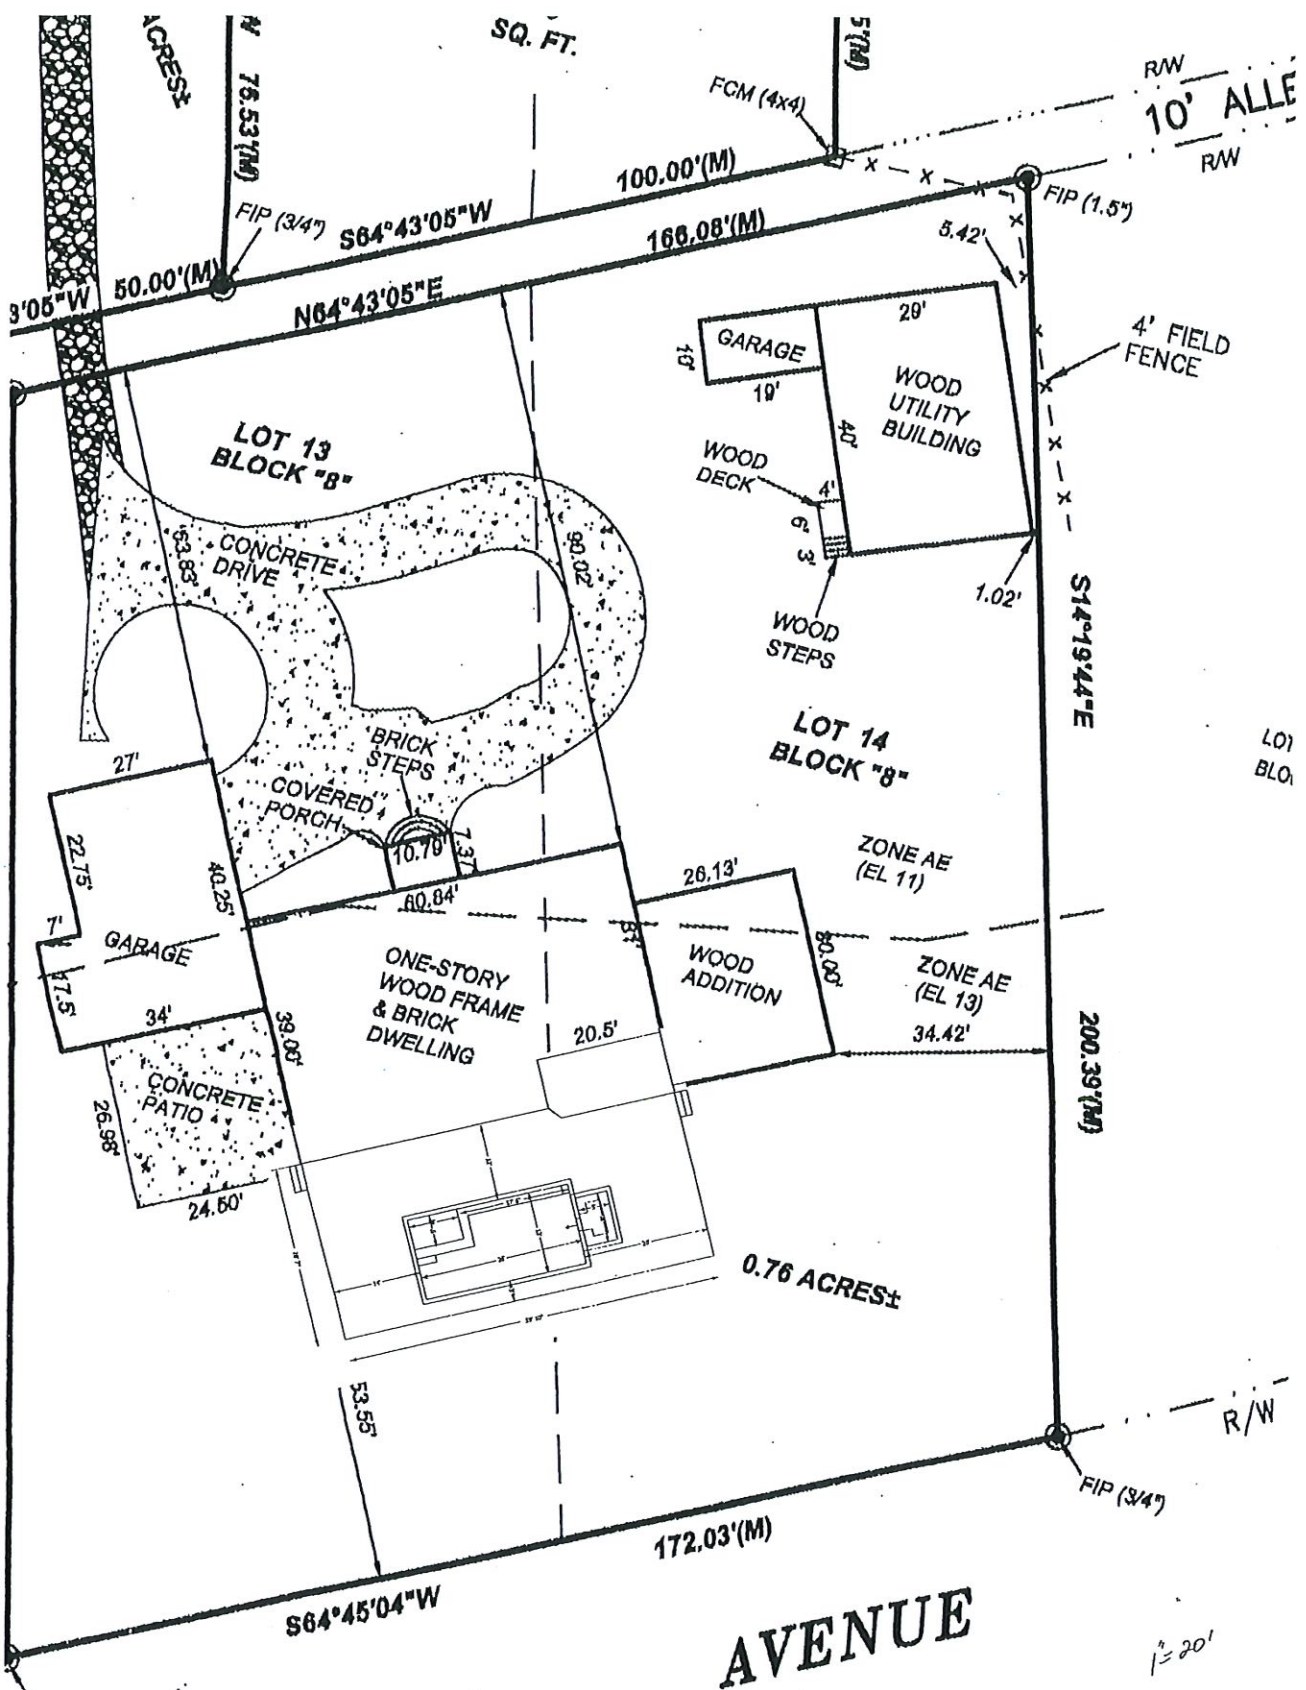 ACRES±
76.53'(M)
SQ. FT.
5'(M)
FCM (4x4)
R/W
10' ALLE
R/W
FIP (3/4")
100.00'(M)
S64°43'05"W
FIP (1.5")
166.08'(M)
5.42'
3'05"W
50.00'(M)
N64°43'05"E
4' FIELD
FENCE
29'
GARAGE
10'
19'
WOOD
UTILITY
BUILDING
40'
LOT 13
BLOCK "8"
WOOD
DECK
4'
6'
3'
1.02'
CONCRETE
DRIVE
63.83'
90.02'
WOOD
STEPS
S14°19'44"E
LOT 14
BLOCK "8"
LOT
BLO
BRICK
STEPS
COVERED
PORCH
27'
22.75'
40.25'
10.79'
7.37'
60.84'
26.13'
ZONE AE
(EL 11)
7'
GARAGE
17.5'
34'
39.00'
ONE-STORY
WOOD FRAME
& BRICK
DWELLING
WOOD
ADDITION
ZONE AE
(EL 13)
20.5'
34.42'
200.39'(M)
CONCRETE
PATIO
26.98'
24.50'
0.76 ACRES±
53.55'
R/W
FIP (3/4")
172.03'(M)
S64°45'04"W
AVENUE
1"=20'